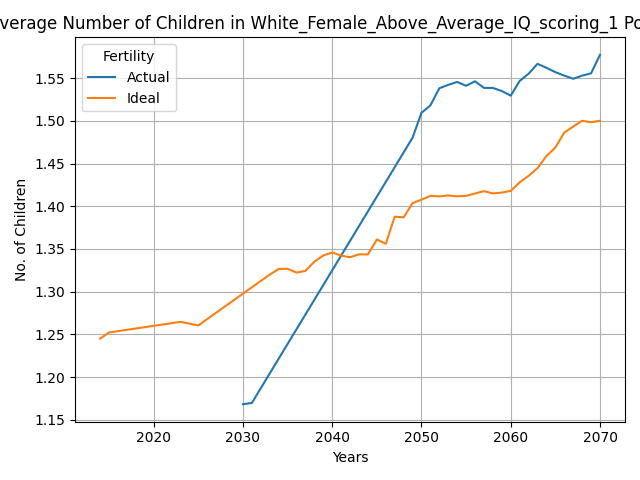 verage Number of Children in White_Female_Above_Average_IQ_scoring_1 Po
Fertility
Actual
Ideal
No. of Children
1.55
1.50
1.45
1.40
1.35
1.30
1.25
1.20
1.15
2020 2030 2040 2050 2060 2070
Years